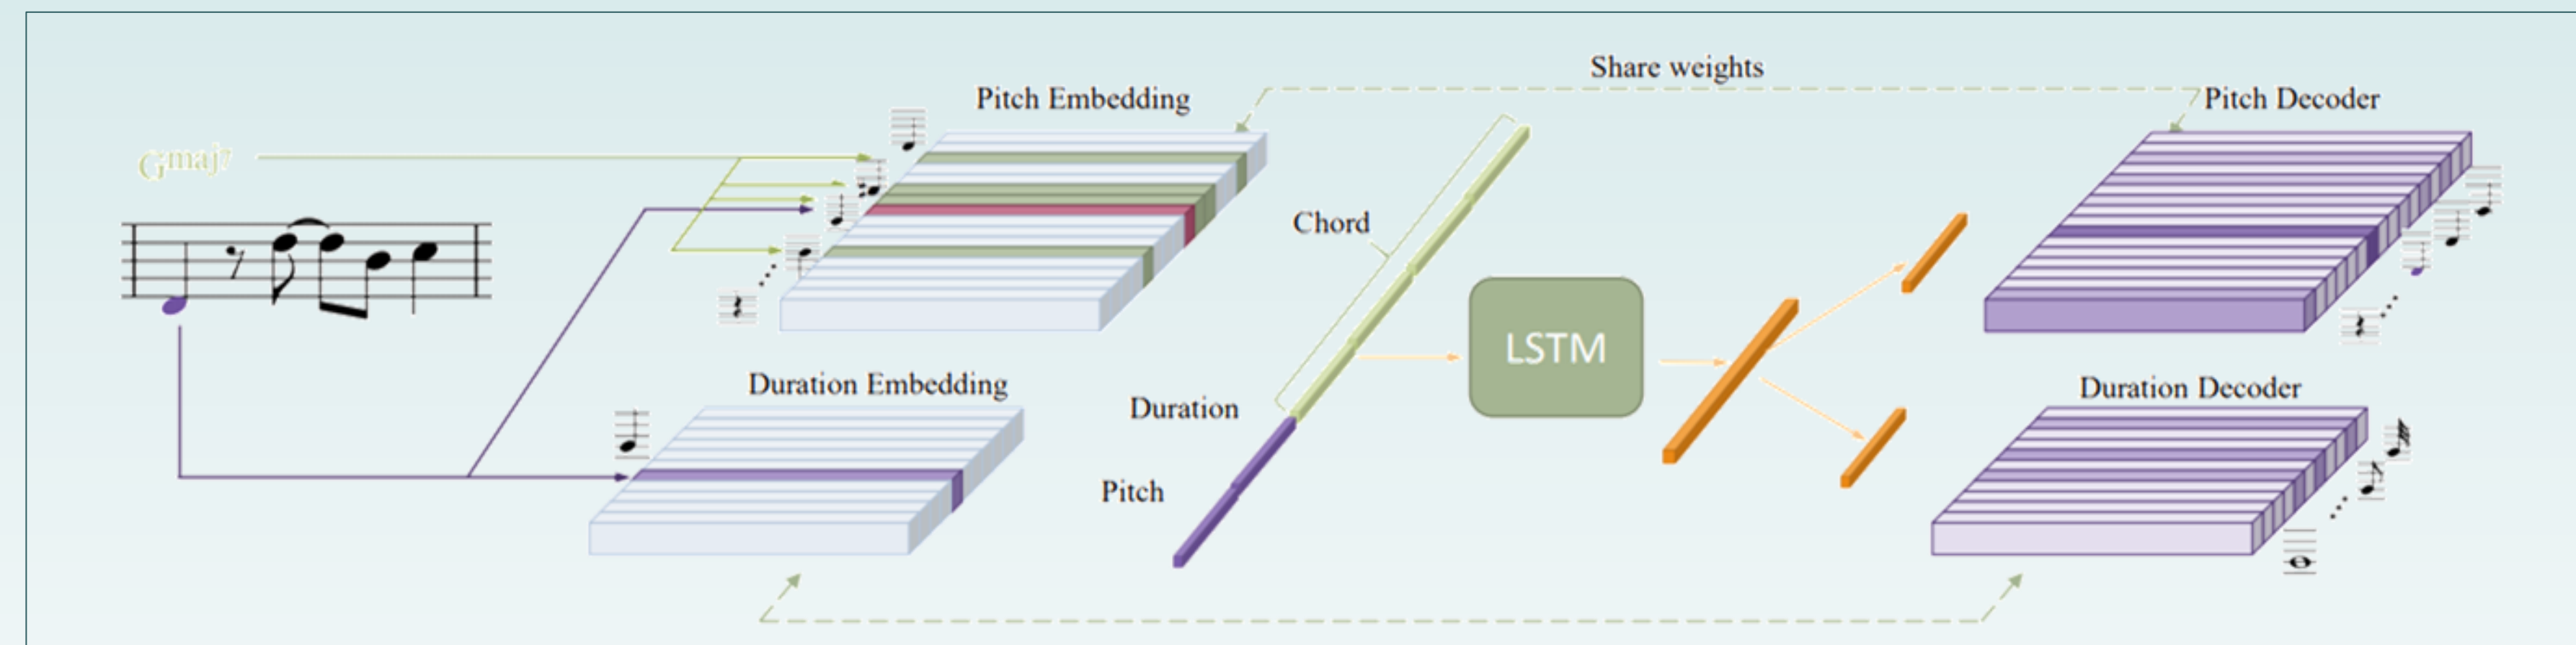 Share weights
Pitch Embedding
Pitch Decoder
Gmaj7
Chord
LSTM
Duration Embedding
Duration Decoder
Duration
Pitch